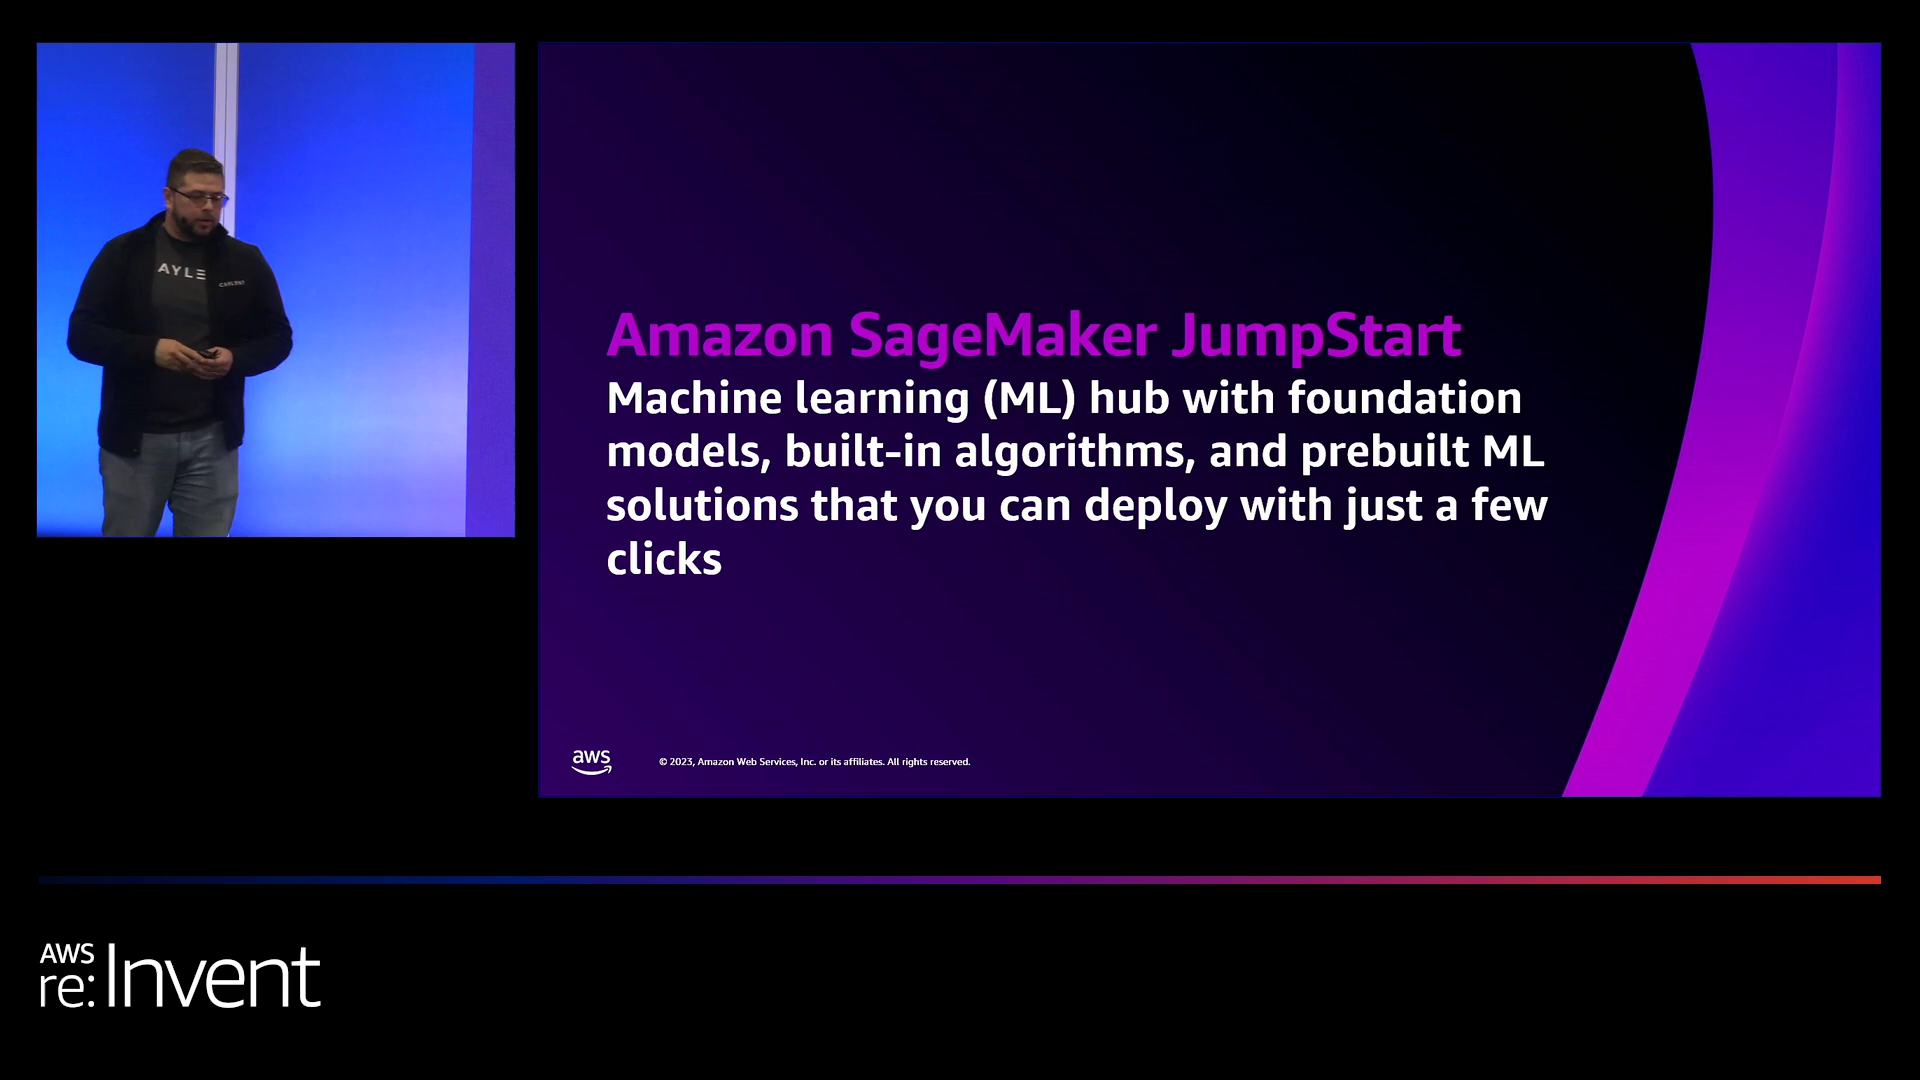 AYLE
CAYLENT
Amazon SageMaker JumpStart
Machine learning (ML) hub with foundation
models, built-in algorithms, and prebuilt ML
solutions that you can deploy with just a few
clicks
aws
© 2023, Amazon Web Services, Inc. or its affiliates. All rights reserved.
AWS
re:Invent